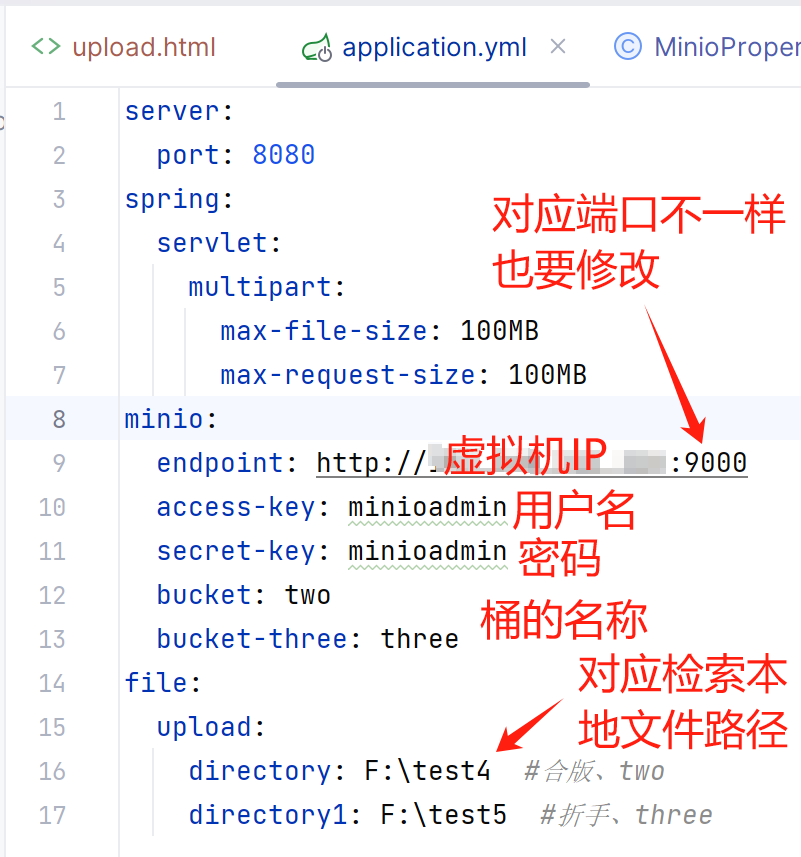 upload.html application.yml MinioProper
1 server:
2 port: 8080
3 spring:
对应端口不一样
4 servlet:
也要修改
5 multipart:
6 max-file-size: 100MB
7 max-request-size: 100MB
8 minio:
9 endpoint: http:// 虚拟机IP :9000
10 access-key: minioadmin 用户名
11 secret-key: minioadmin 密码
12 bucket: two
桶的名称
13 bucket-three: three
14 file:
对应检索本
15 upload:
地文件路径
16 directory: F:\test4 #合版、two
17 directory1: F:\test5 #折手、three